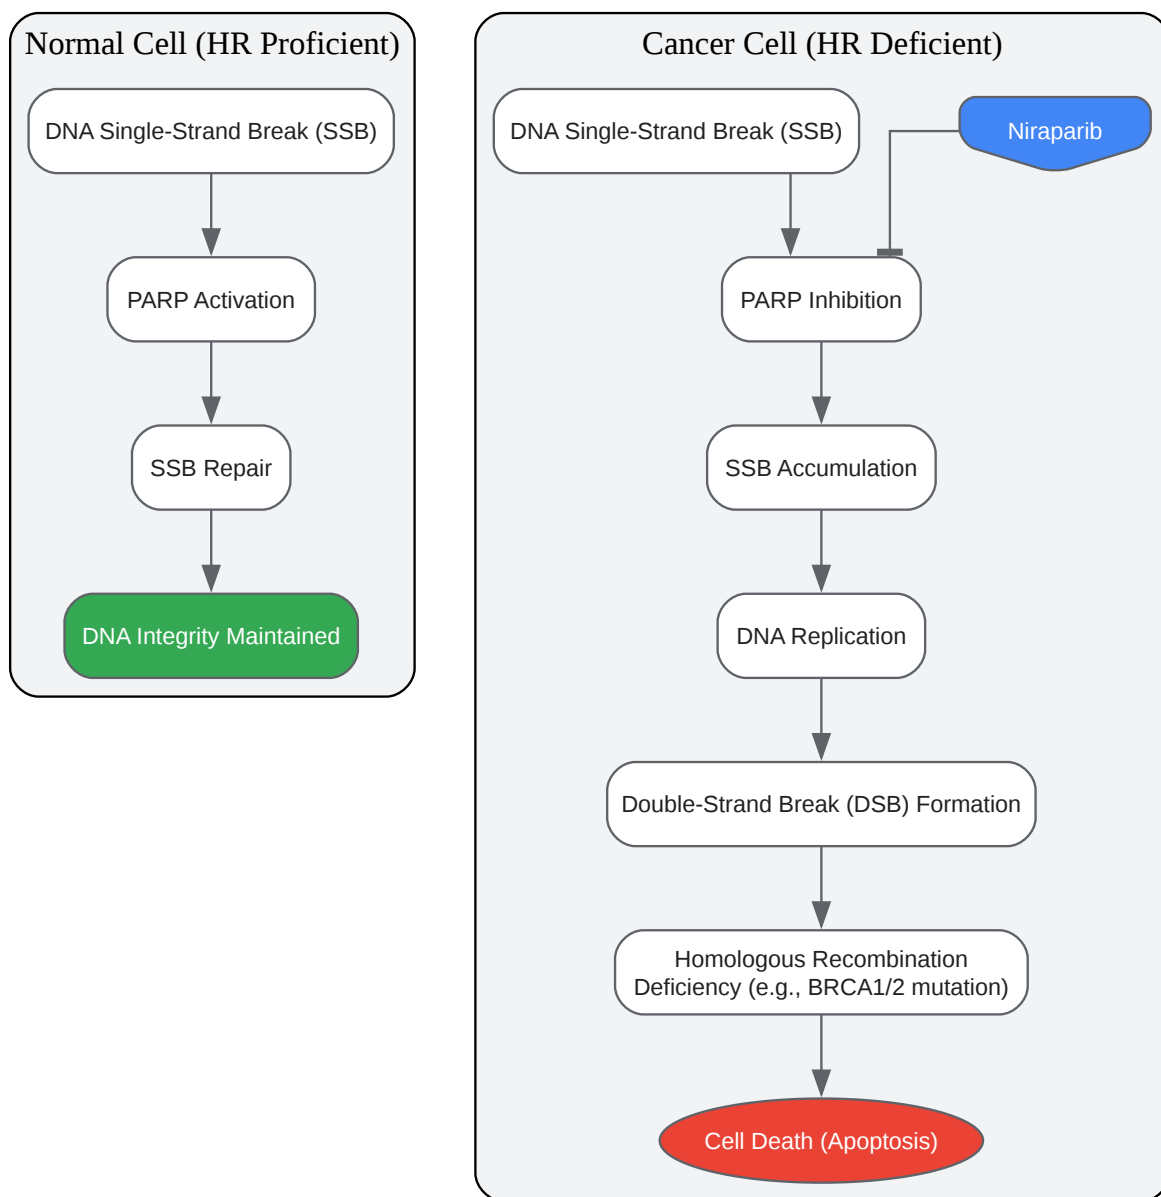 Normal Cell (HR Proficient)
DNA Single-Strand Break (SSB)
PARP Activation
SSB Repair
DNA Integrity Maintained
Cancer Cell (HR Deficient)
DNA Single-Strand Break (SSB)
Niraparib
PARP Inhibition
SSB Accumulation
DNA Replication
Double-Strand Break (DSB) Formation
Homologous Recombination
Deficiency (e.g., BRCA1/2 mutation)
Cell Death (Apoptosis)